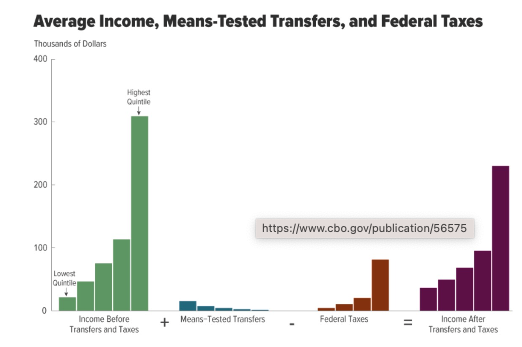 Average Income, Means-Tested Transfers, and Federal Taxes
Thousands of Dollars
400
Highest
Quintile
300
200
https://www.cbo.gov/publication/56575
100
Lowest
Quintile
0
Income Before
Transfers and Taxes
+
Means-Tested Transfers
-
Federal Taxes
=
Income After
Transfers and Taxes